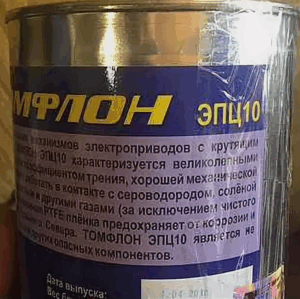 МФЛОН ЭПЦ10
механизмов электроприводов с крутящим
ЭПЦ10 характеризуется великолепными
трения, хорошей механической
в контакте с сероводородом, солёной
и другими газами (за исключением чистого
PTFE плёнка предохраняет от коррозии и
Севера. ТОМФЛОН ЭПЦ10 является не
других опасных компонентов.
Дата выпуска:
Вес